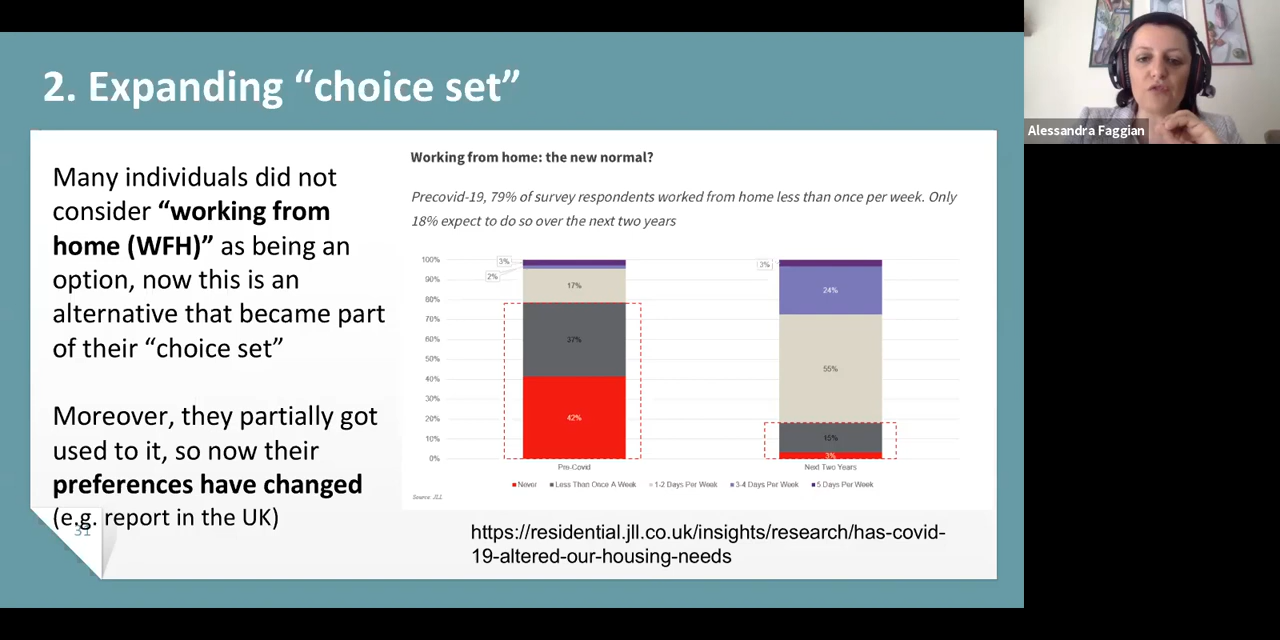 2. Expanding “choice set”
Alessandra Faggian
Many individuals did not
consider “working from
home (WFH)” as being an
option, now this is an
alternative that became part
of their “choice set”
Moreover, they partially got
used to it, so now their
preferences have changed
(e.g. report in the UK)
31
Working from home: the new normal?
Precovid-19, 79% of survey respondents worked from home less than once per week. Only
18% expect to do so over the next two years
100%
90%
80%
70%
60%
50%
40%
30%
20%
10%
0%
3%
2%
17%
37%
42%
Pre-Covid
3%
24%
55%
15%
3%
Next Two Years
Never Less Than Once A Week 1-2 Days Per Week 3-4 Days Per Week 5 Days Per Week
Source: JLL
https://residential.jll.co.uk/insights/research/has-covid-
19-altered-our-housing-needs